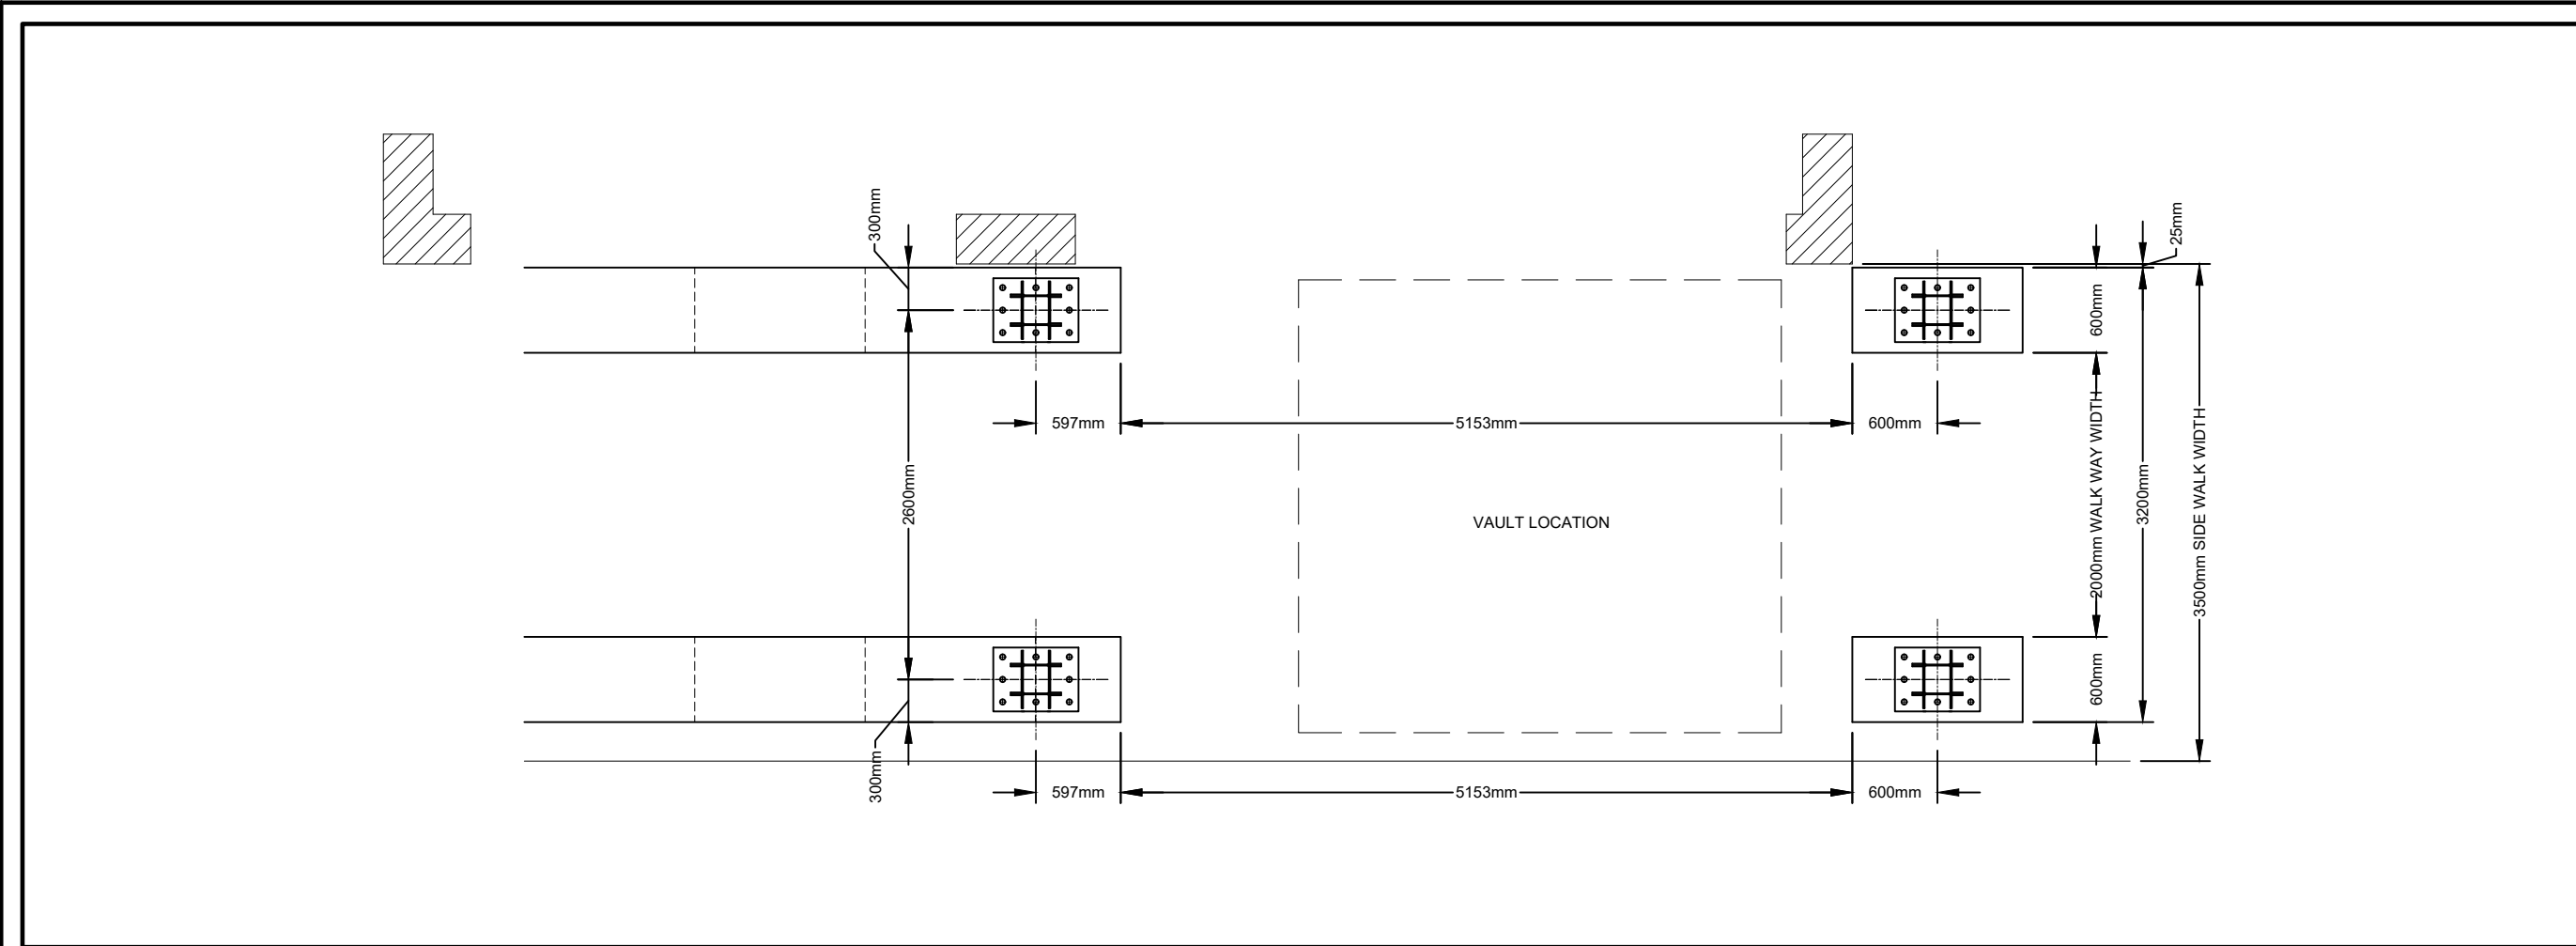 300mm
25mm
600mm
597mm
5153mm
600mm
2600mm
2000mm WALK WAY WIDTH
3200mm
3500mm SIDE WALK WIDTH
VAULT LOCATION
600mm
300mm
597mm
5153mm
600mm